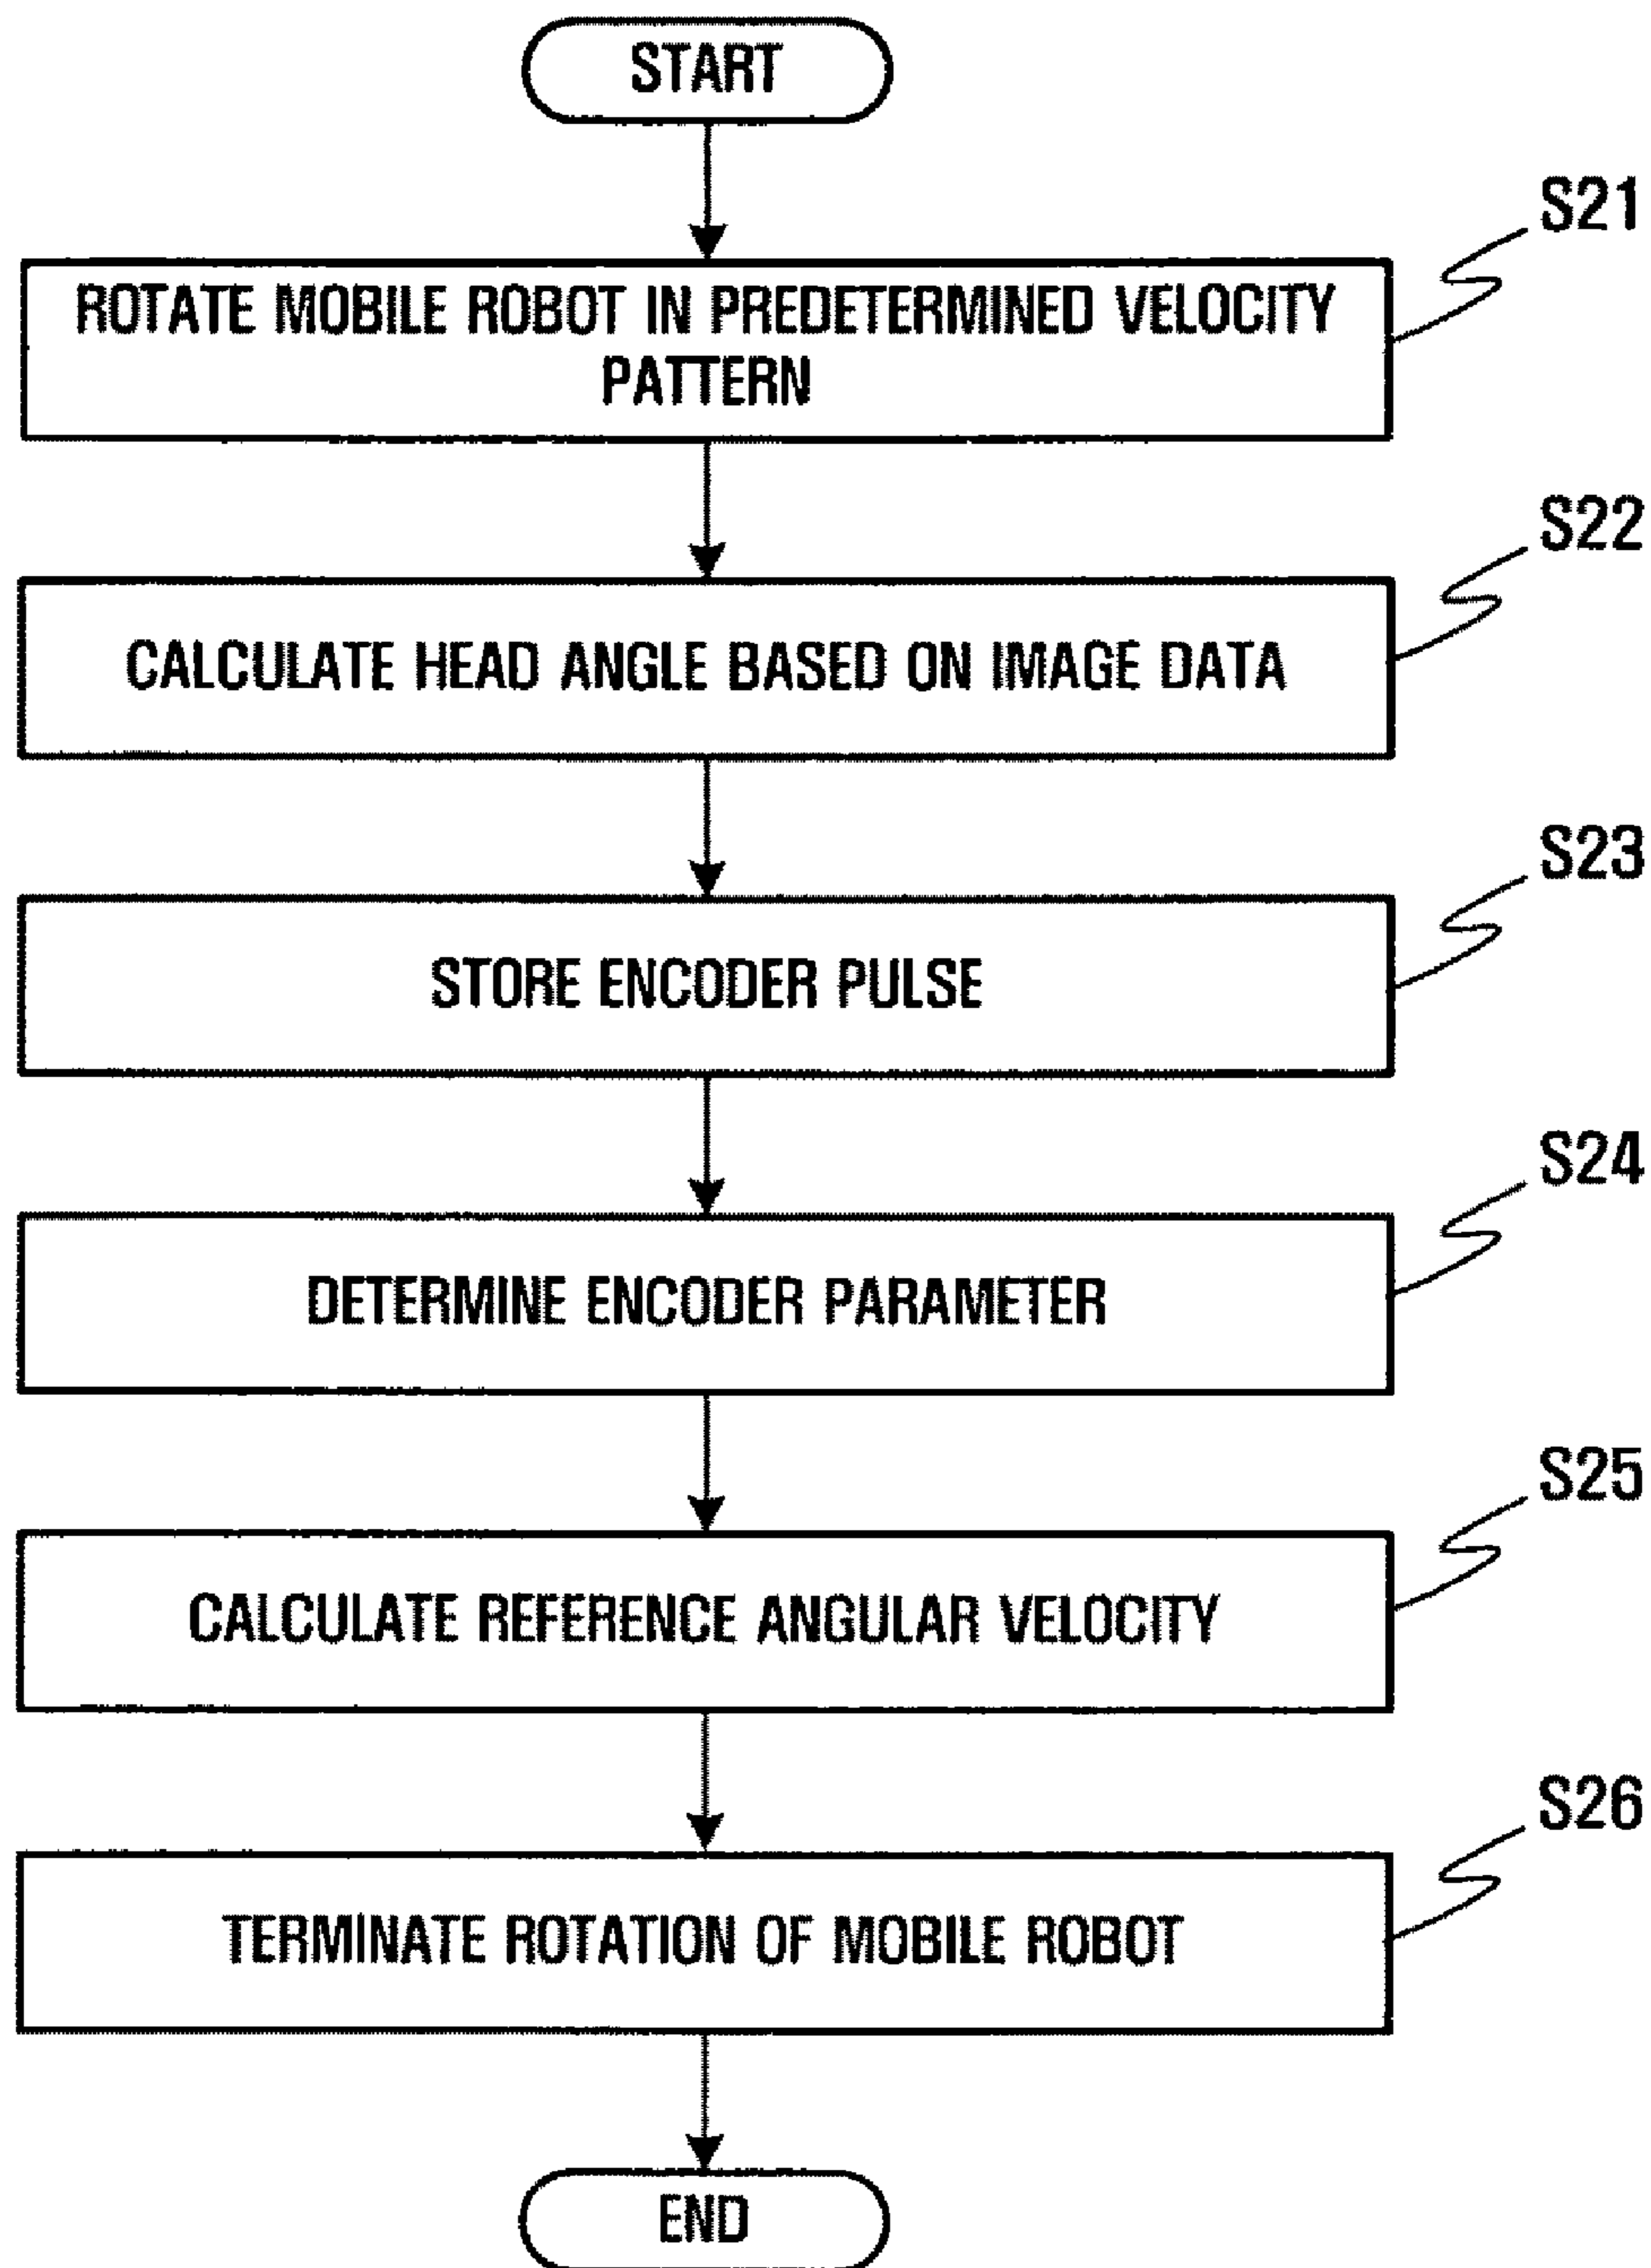 START
S21
ROTATE MOBILE ROBOT IN PREDETERMINED VELOCITY
PATTERN
S22
CALCULATE HEAD ANGLE BASED ON IMAGE DATA
S23
STORE ENCODER PULSE
S24
DETERMINE ENCODER PARAMETER
S25
CALCULATE REFERENCE ANGULAR VELOCITY
S26
TERMINATE ROTATION OF MOBILE ROBOT
END